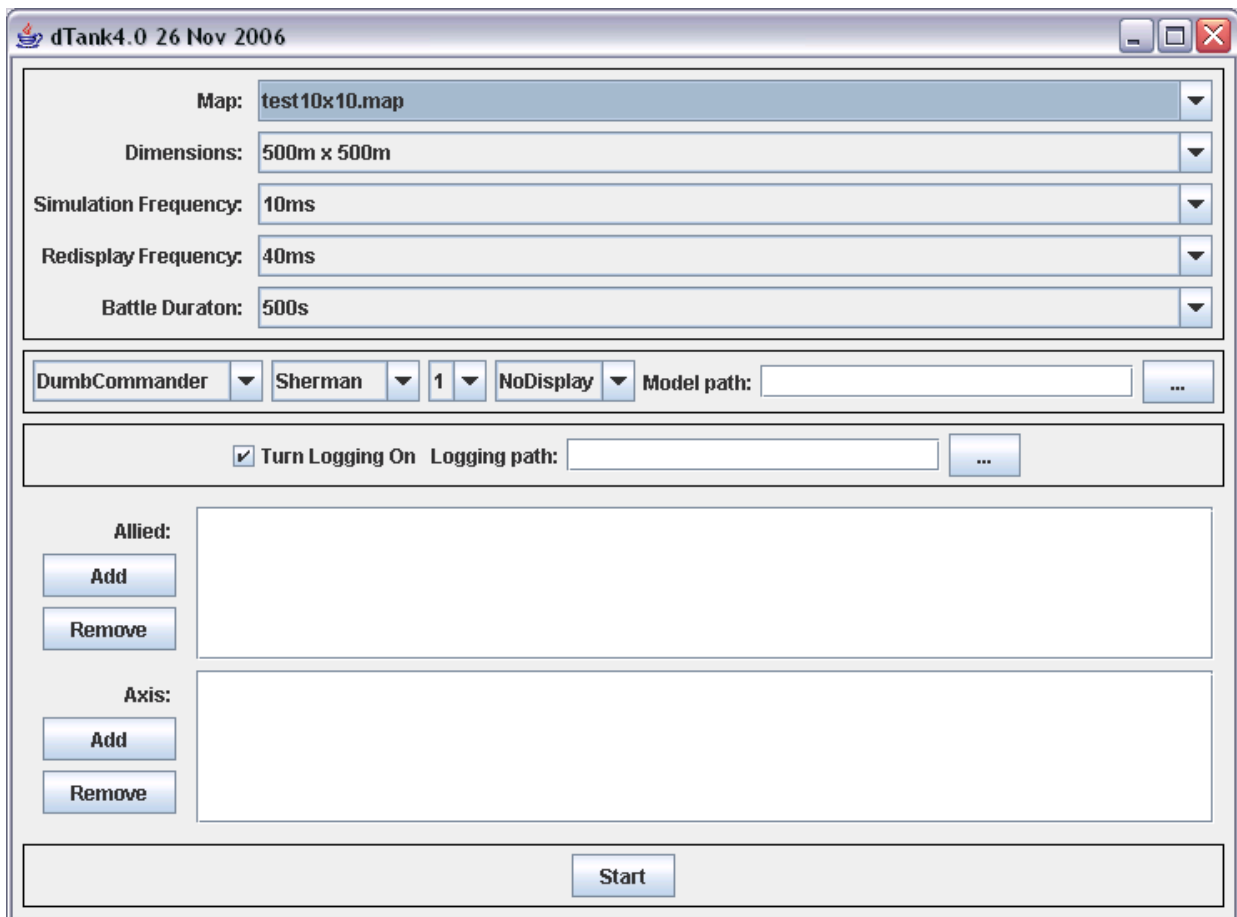 dTank4.0 26 Nov 2006
Map: test10x10.map
Dimensions: 500m x 500m
Simulation Frequency: 10ms
Redisplay Frequency: 40ms
Battle Duraton: 500s
DumbCommander Sherman 1 NoDisplay Model path: ...
Turn Logging On Logging path: ...
Allied:
Add
Remove
Axis:
Add
Remove
Start